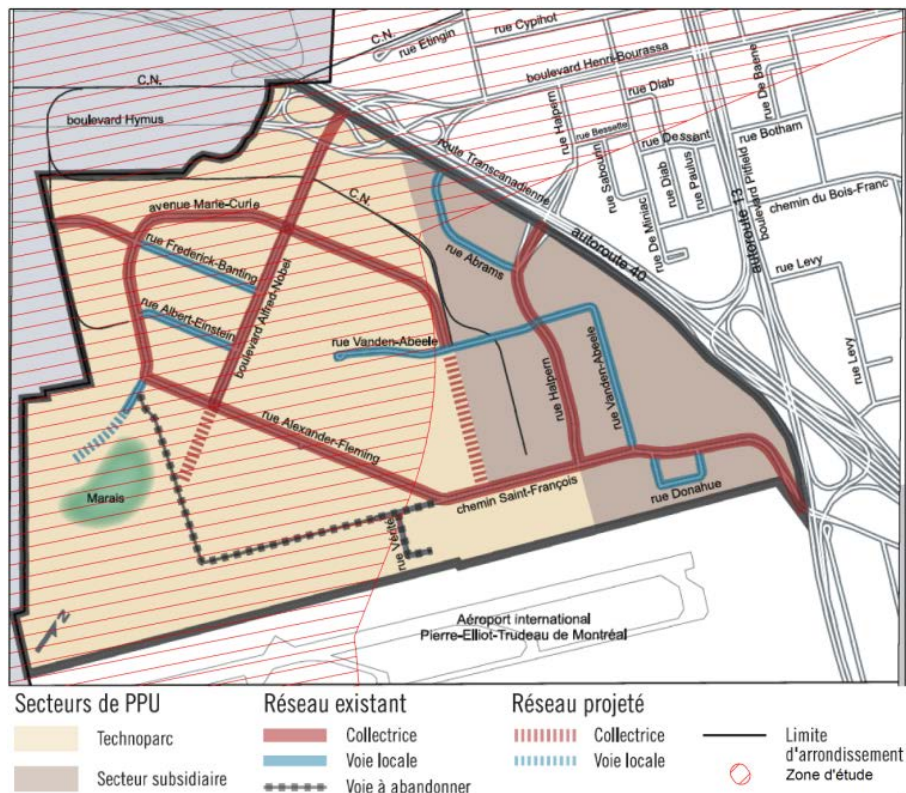 C.N.
rue Cypihot
rue Etingin
C.N.
boulevard Henri-Bourassa
rue De Baene
rue Diab
boulevard Hymus
rue Halpern
rue Bessette
rue Dessant
rue Botham
rue Sabourin
rue De Miniac
rue Diab
rue Paulus
autoroute 13
boulevard Pitfield
chemin du Bois-Franc
route Transcanadienne
C.N.
avenue Marie-Curie
rue Frederick-Banting
rue Abrams
autoroute 40
rue Levy
rue Albert-Einstein
boulevard Alfred-Nobel
rue Vanden-Abeele
rue Halpern
rue Vanden-Abeele
rue Levy
rue Alexander-Fleming
Marais
chemin Saint-François
rue Donahue
rue Vérité
N
Aéroport international
Pierre-Elliot-Trudeau de Montréal
Secteurs de PPU
Technoparc
Secteur subsidiaire
Réseau existant
Collectrice
Voie locale
Voie à abandonner
Réseau projeté
Collectrice
Voie locale
Limite
d'arrondissement
Zone d'étude